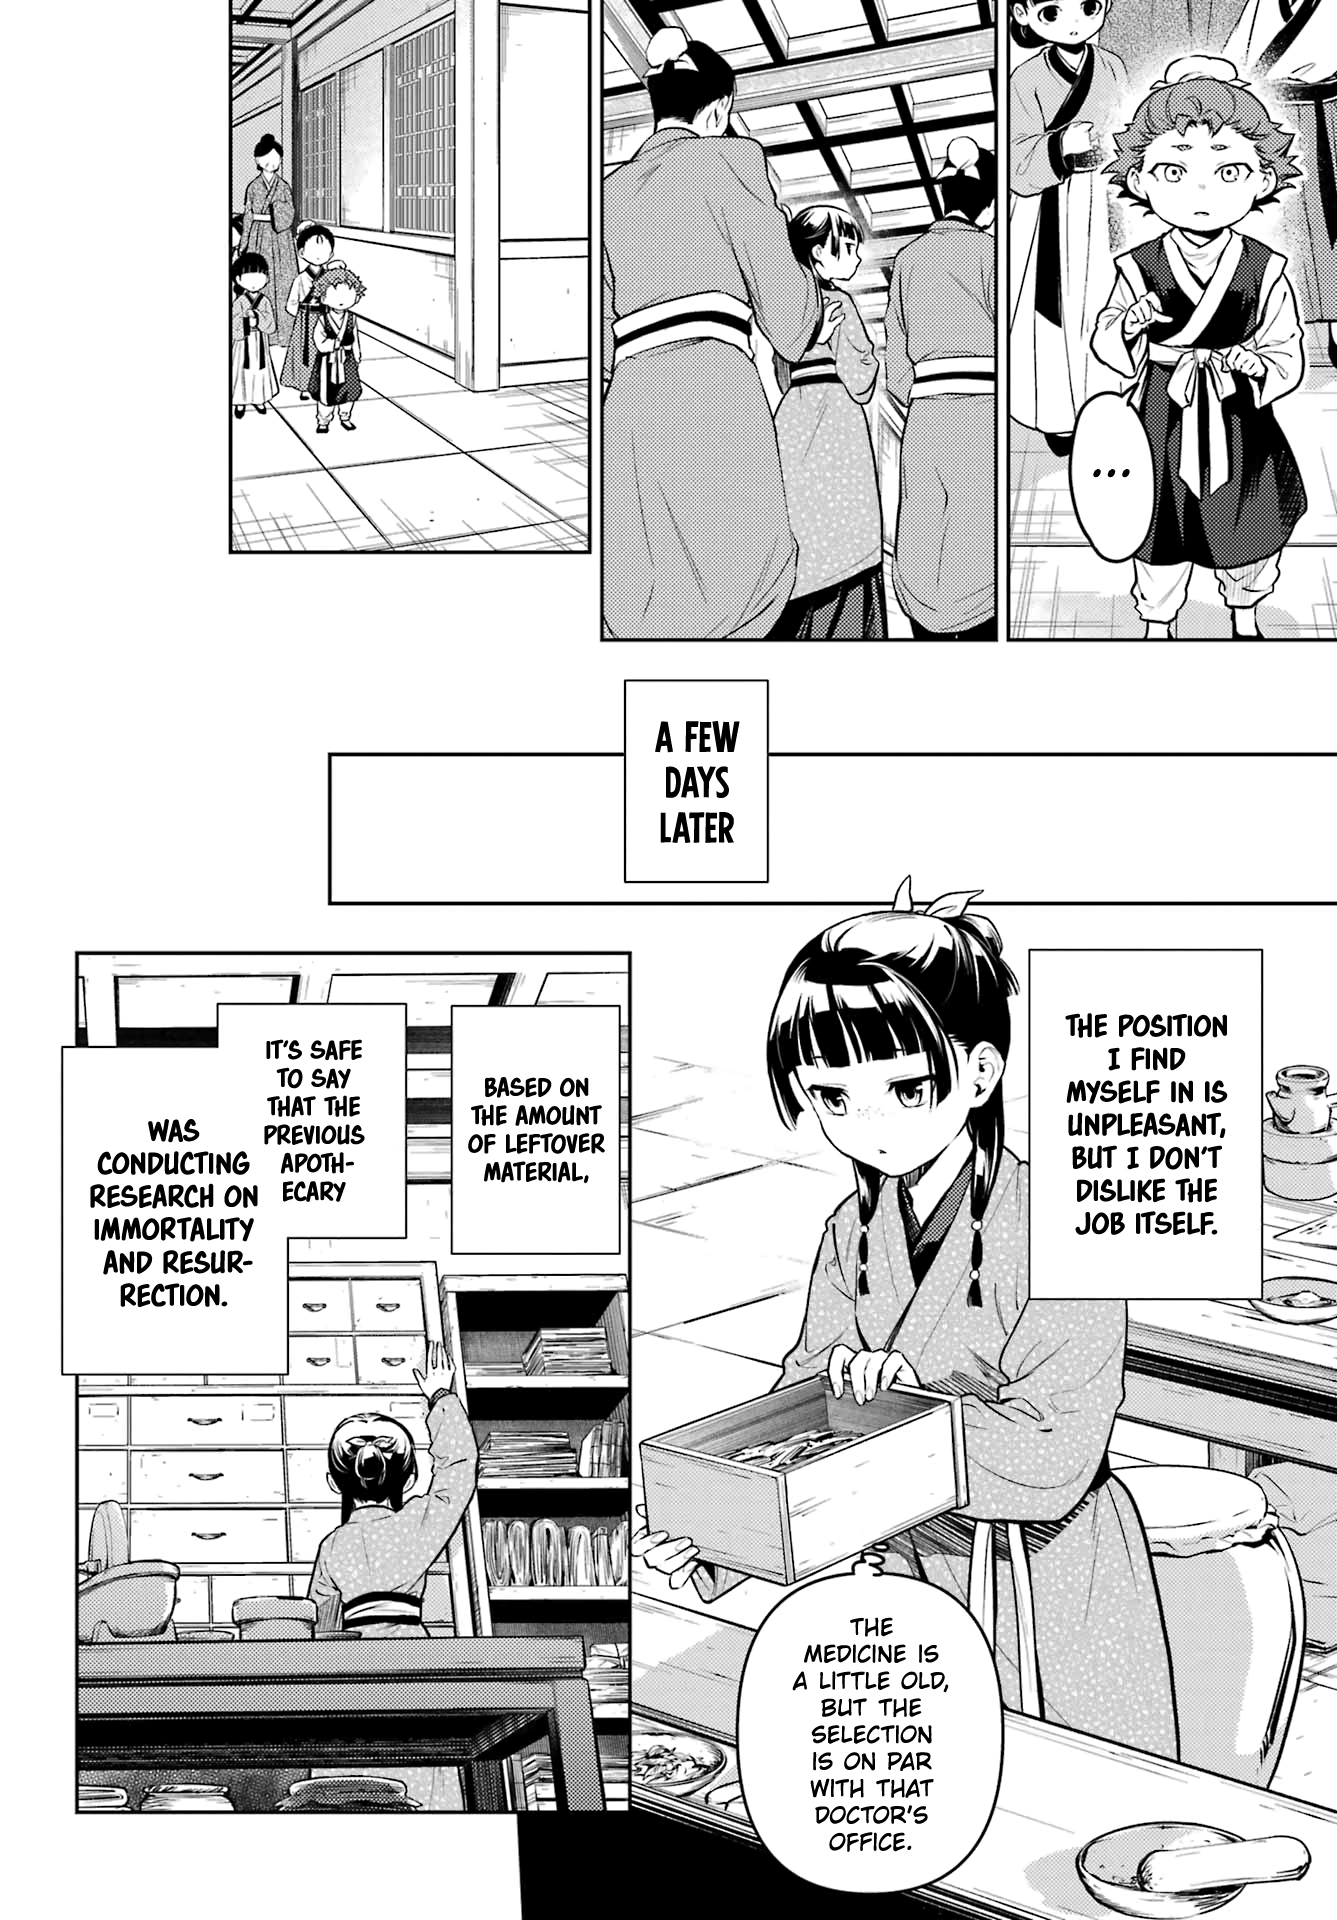 ...
A FEW
DAYS
LATER
THE POSITION
I FIND
MYSELF IN IS
UNPLEASANT,
BUT I DON'T
DISLIKE THE
JOB ITSELF.
THE
MEDICINE IS
A LITTLE OLD,
BUT THE
SELECTION
IS ON PAR
WITH THAT
DOCTOR'S
OFFICE.
BASED ON
THE AMOUNT
OF LEFTOVER
MATERIAL,
IT'S SAFE
TO SAY
THAT THE
PREVIOUS
APOTH-
ECARY
WAS
CONDUCTING
RESEARCH ON
IMMORTALITY
AND RESUR-
RECTION.